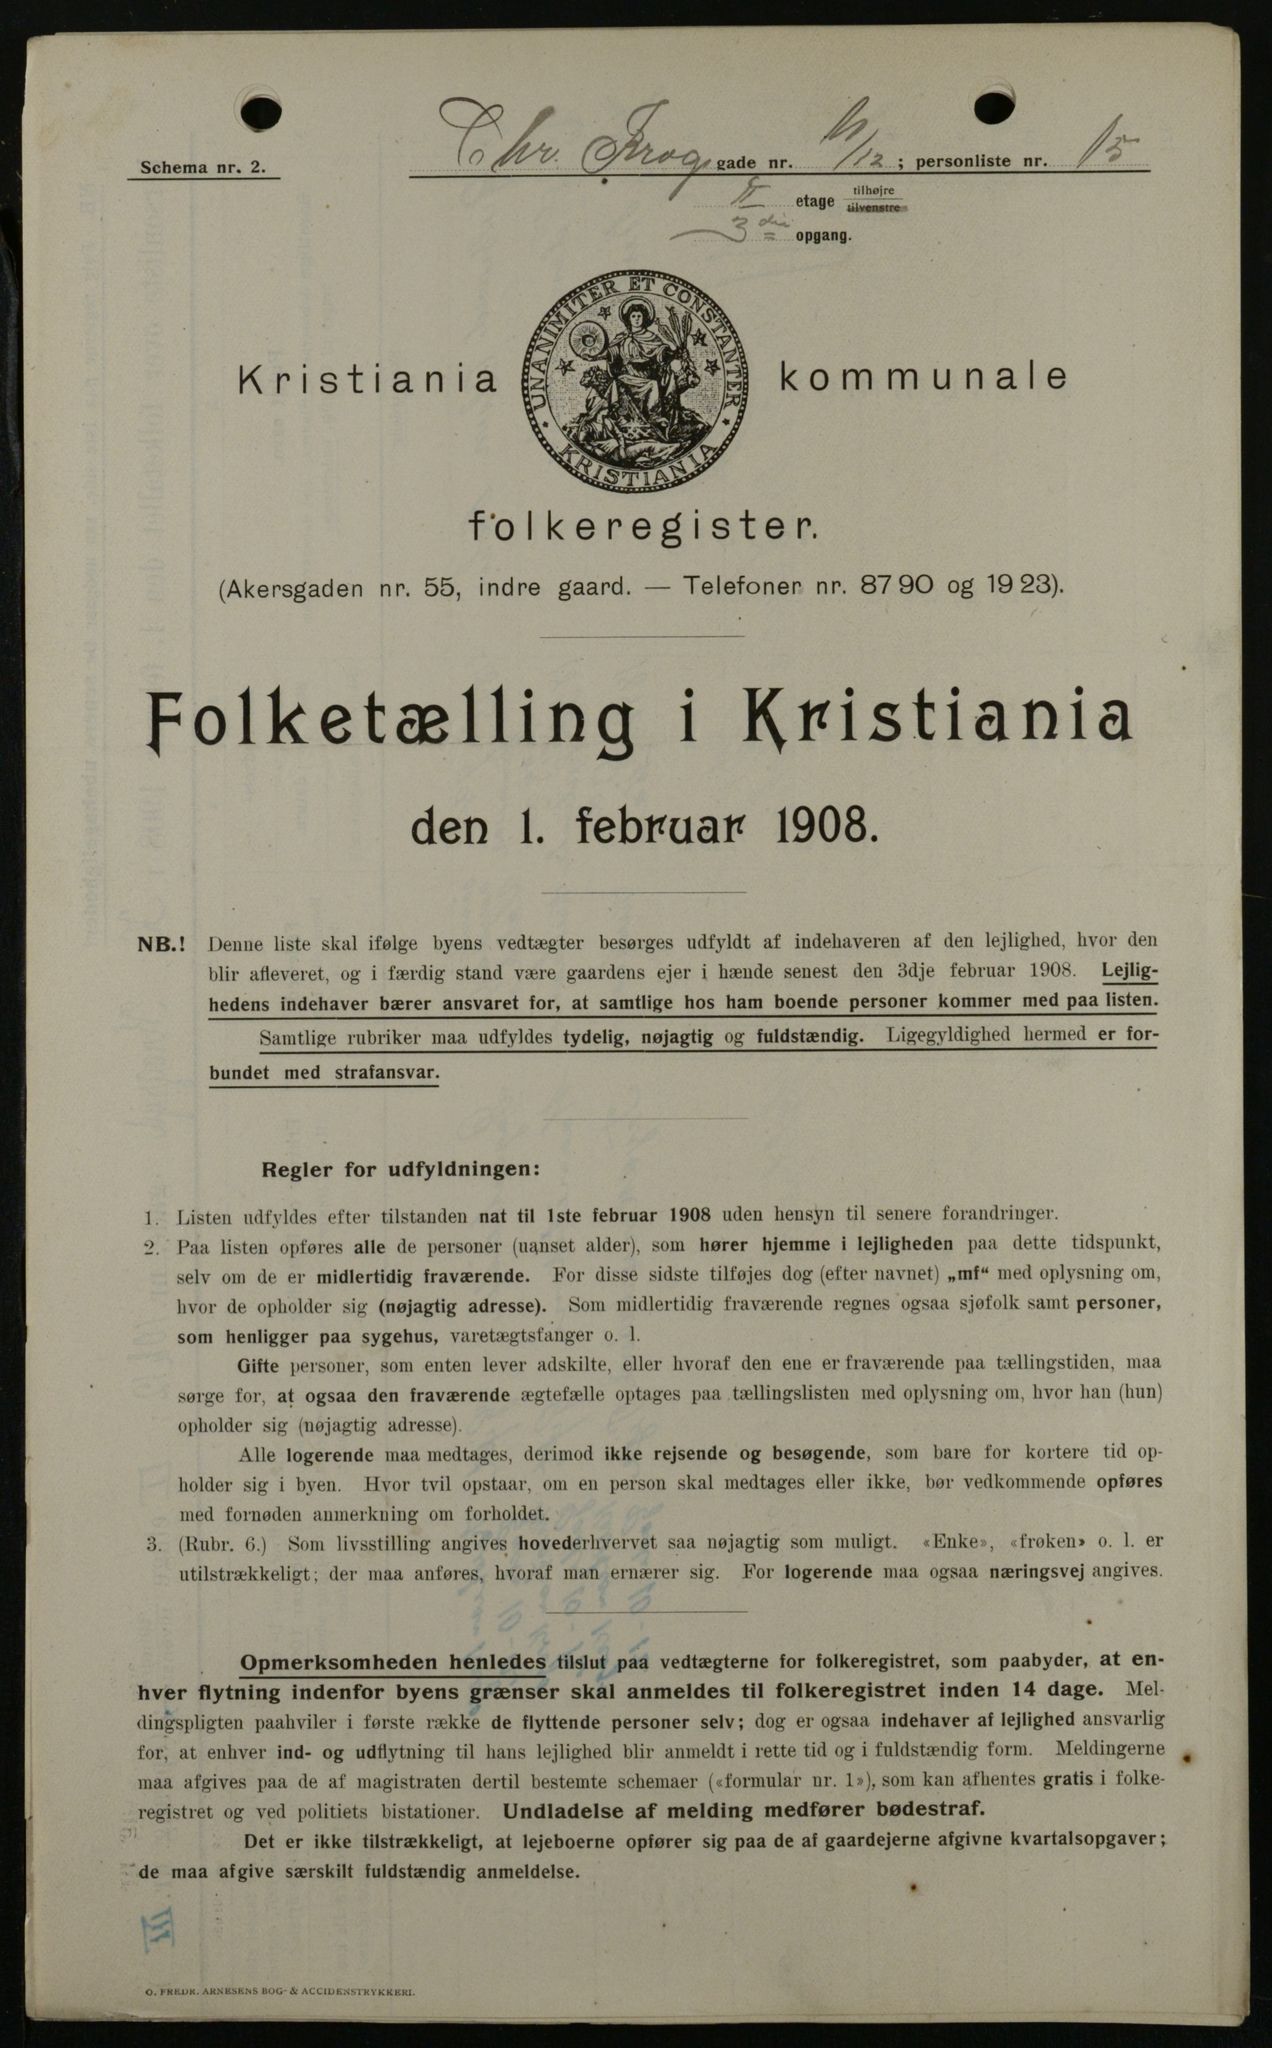 Schema nr. 2.
Chr. Krogs gade nr. /12; personliste nr. 15
II etage tilhøjre
tilvenstre
3die opgang.
UNANIMITER ET CONSTANTER
KRISTIANIA
Kristiania kommunale
folkeregister.
(Akersgaden nr. 55, indre gaard. — Telefoner nr. 8790 og 1923).
Folketælling i Kristiania
den 1. februar 1908.
NB.! Denne liste skal ifølge byens vedtægter besørges udfyldt af indehaveren af den lejlighed, hvor den
blir afleveret, og i færdig stand være gaardens ejer i hænde senest den 3dje februar 1908. Lejlig-
hedens indehaver bærer ansvaret for, at samtlige hos ham boende personer kommer med paa listen.
Samtlige rubriker maa udfyldes tydelig, nøjagtig og fuldstændig. Ligegyldighed hermed er for-
bundet med strafansvar.
Regler for udfyldningen:
1. Listen udfyldes efter tilstanden nat til 1ste februar 1908 uden hensyn til senere forandringer.
2. Paa listen opføres alle de personer (uanset alder), som hører hjemme i lejligheden paa dette tidspunkt,
selv om de er midlertidig fraværende. For disse sidste tilføjes dog (efter navnet) „mf“ med oplysning om,
hvor de opholder sig (nøjagtig adresse). Som midlertidig fraværende regnes ogsaa sjøfolk samt personer,
som henligger paa sygehus, varetægtsfanger o. l.
Gifte personer, som enten lever adskilte, eller hvoraf den ene er fraværende paa tællingstiden, maa
sørge for, at ogsaa den fraværende ægtefælle optages paa tællingslisten med oplysning om, hvor han (hun)
opholder sig (nøjagtig adresse).
Alle logerende maa medtages, derimod ikke rejsende og besøgende, som bare for kortere tid op-
holder sig i byen. Hvor tvil opstaar, om en person skal medtages eller ikke, bør vedkommende opføres
med fornøden anmerkning om forholdet.
3. (Rubr. 6.) Som livsstilling angives hovederhvervet saa nøjagtig som muligt. «Enke», «frøken» o. l. er
utilstrækkeligt; der maa anføres, hvoraf man ernærer sig. For logerende maa ogsaa næringsvej angives.
Opmerksomheden henledes tilslut paa vedtægterne for folkeregistret, som paabyder, at en-
hver flytning indenfor byens grænser skal anmeldes til folkeregistret inden 14 dage. Mel-
dingspligten paahviler i første række de flyttende personer selv; dog er ogsaa indehaver af lejlighed ansvarlig
for, at enhver ind- og udflytning til hans lejlighed blir anmeldt i rette tid og i fuldstændig form. Meldingerne
maa afgives paa de af magistraten dertil bestemte schemaer («formular nr. 1»), som kan afhentes gratis i folke-
registret og ved politiets bistationer. Undladelse af melding medfører bødestraf.
Det er ikke tilstrækkeligt, at lejeboerne opfører sig paa de af gaardejerne afgivne kvartalsopgaver;
de maa afgive særskilt fuldstændig anmeldelse.
III
O. FREDR. ARNESENS BOG- & ACCIDENSTRYKKERI.